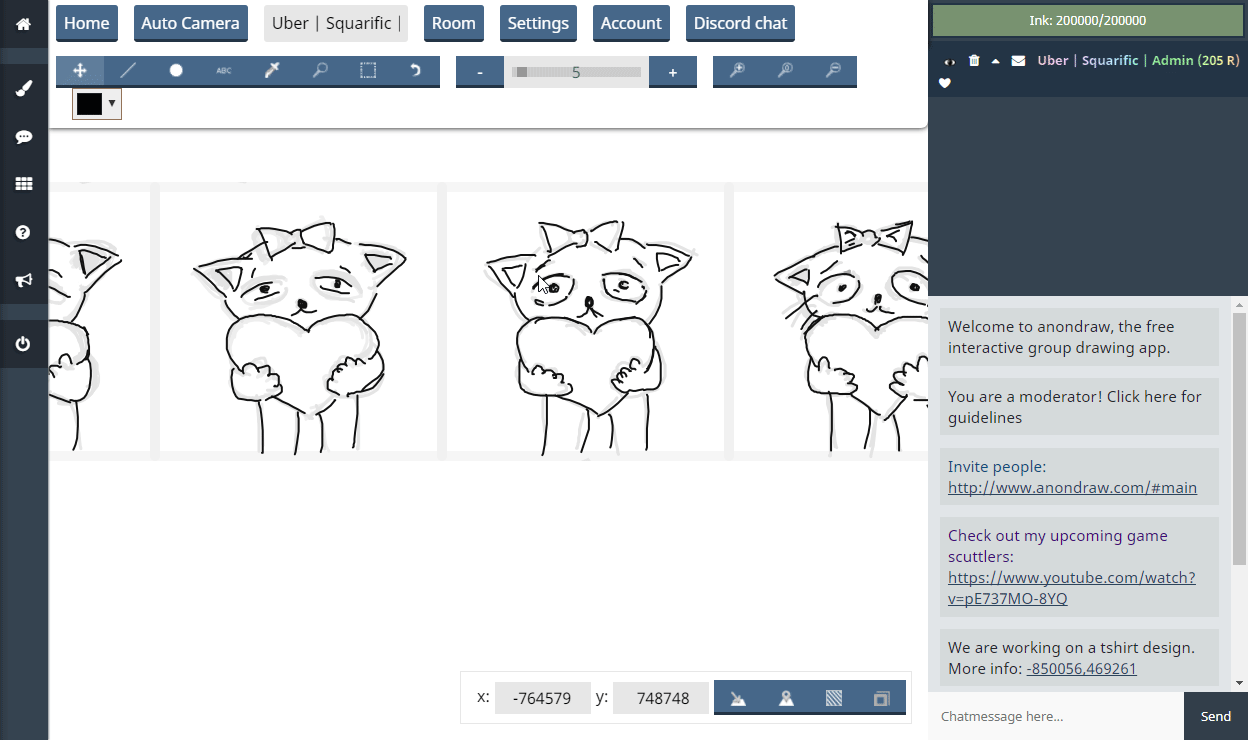 Home
Auto Camera
Uber | Squarific |
Room
Settings
Account
Discord chat
ABC
-
5
+
Ink: 200000/200000
Uber | Squarific | Admin (205 R)
Welcome to anondraw, the free
interactive group drawing app.
You are a moderator! Click here for
guidelines
Invite people:
http://www.anondraw.com/#main
Check out my upcoming game
scuttlers:
https://www.youtube.com/watch?
v=pE737MO-8YQ
We are working on a tshirt design.
More info: -850056,469261
x: -764579 y: 748748
Chatmessage here...
Send